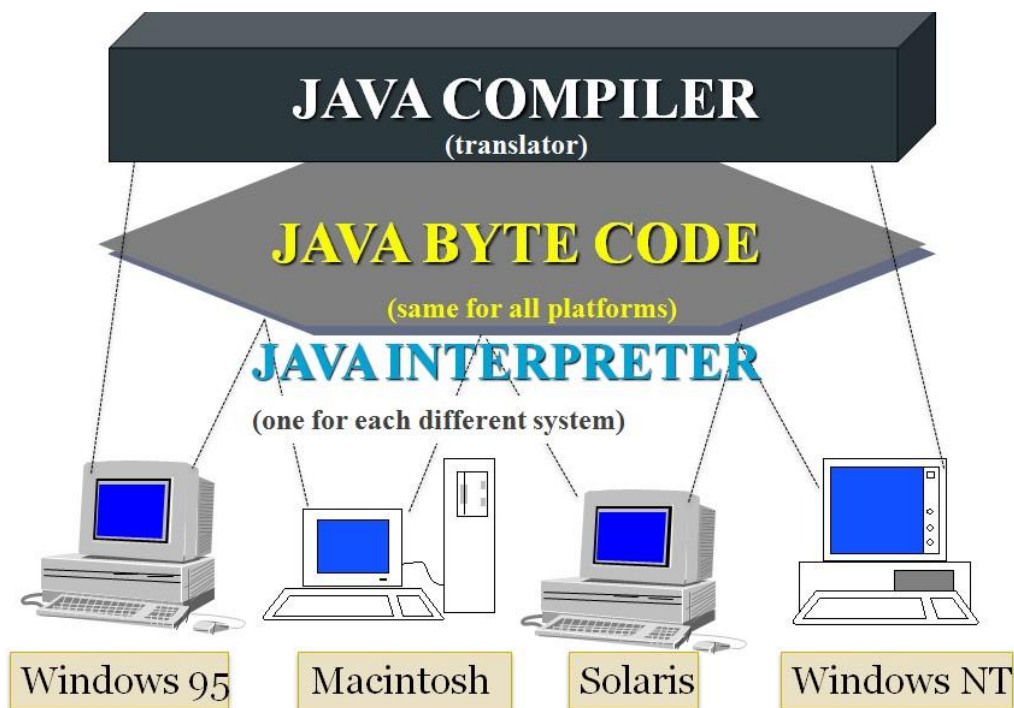 JAVA COMPILER
(translator)
JAVA BYTE CODE
(same for all platforms)
JAVA INTERPRETER
(one for each different system)
Windows 95
Macintosh
Solaris
Windows NT